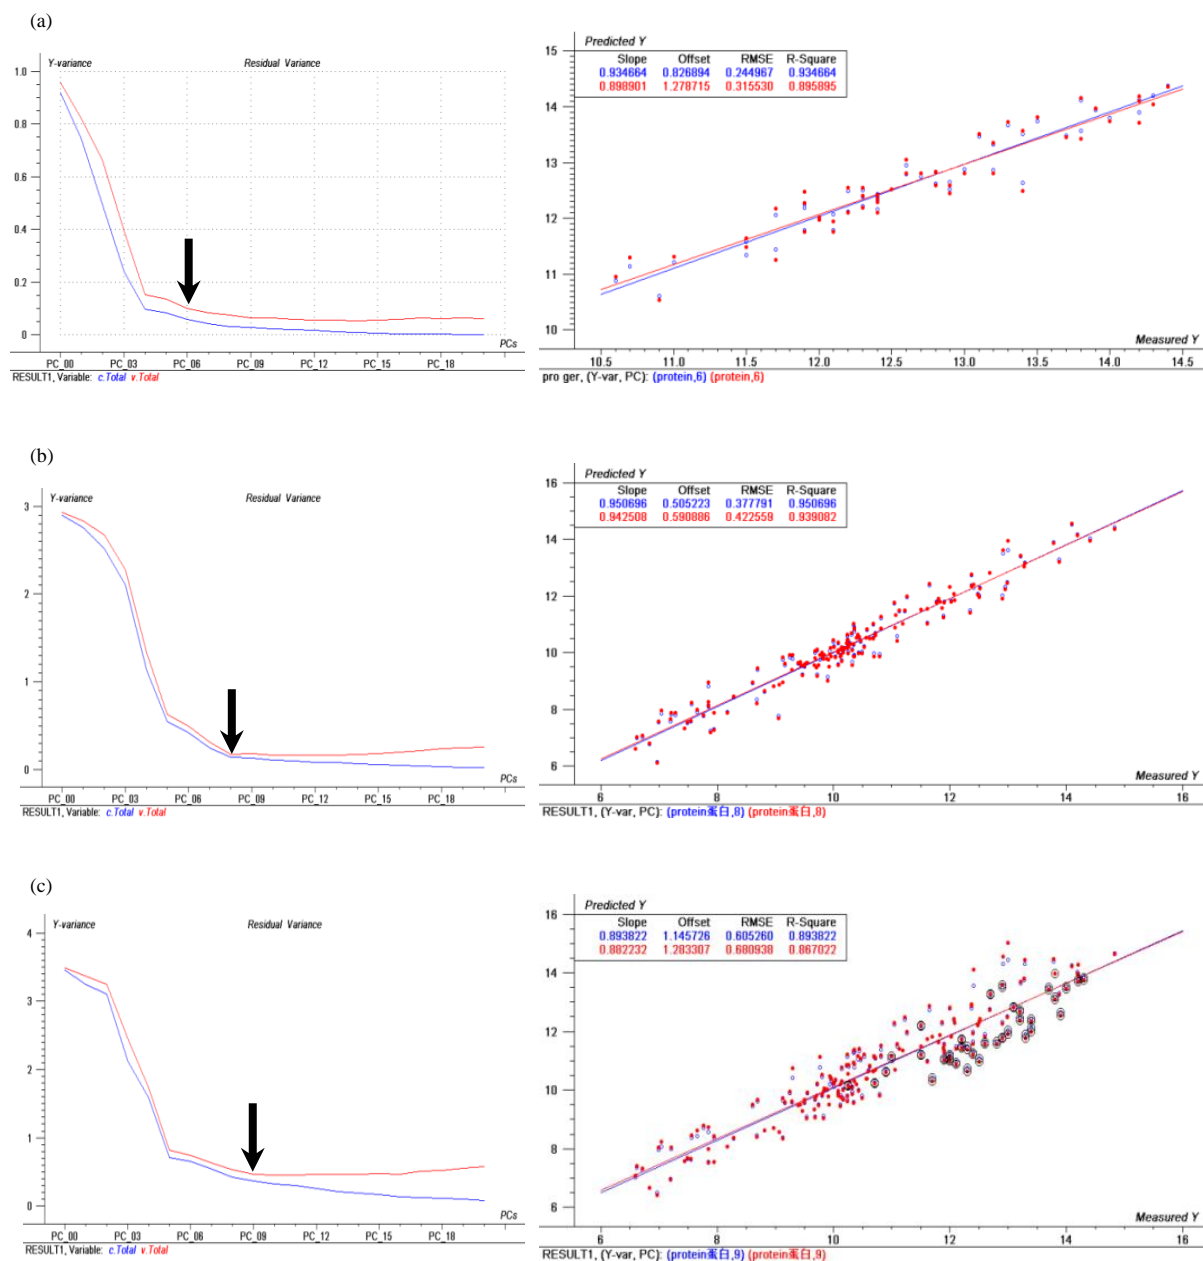 (a)
Y-variance Residual Variance
1.0
0.8
0.6
0.4
0.2
0
PCs
PC_00 PC_03 PC_06 PC_09 PC_12 PC_15 PC_18
RESULT1, Variable: c.Total v.Total
Predicted Y
15
14
13
12
11
10
Slope Offset RMSE R-Square
0.934664 0.826894 0.244967 0.934664
0.898901 1.278715 0.315530 0.895895
Measured Y
10.5 11.0 11.5 12.0 12.5 13.0 13.5 14.0 14.5
pro ger, (Y-var, PC): (protein,6) (protein,6)
(b)
Y-variance Residual Variance
3
2
1
0
PCs
PC_00 PC_03 PC_06 PC_09 PC_12 PC_15 PC_18
RESULT1, Variable: c.Total v.Total
Predicted Y
16
14
12
10
8
6
Slope Offset RMSE R-Square
0.950696 0.505223 0.377791 0.950696
0.942508 0.590886 0.422559 0.939082
Measured Y
6 8 10 12 14 16
RESULT1, (Y-var, PC): (protein蛋白,8) (protein蛋白,8)
(c)
Y-variance Residual Variance
4
3
2
1
0
PCs
PC_00 PC_03 PC_06 PC_09 PC_12 PC_15 PC_18
RESULT1, Variable: c.Total v.Total
Predicted Y
16
14
12
10
8
6
Slope Offset RMSE R-Square
0.893822 1.145726 0.605260 0.893822
0.882232 1.283307 0.680938 0.867022
Measured Y
6 8 10 12 14 16
RESULT1, (Y-var, PC): (protein蛋白,9) (protein蛋白,9)